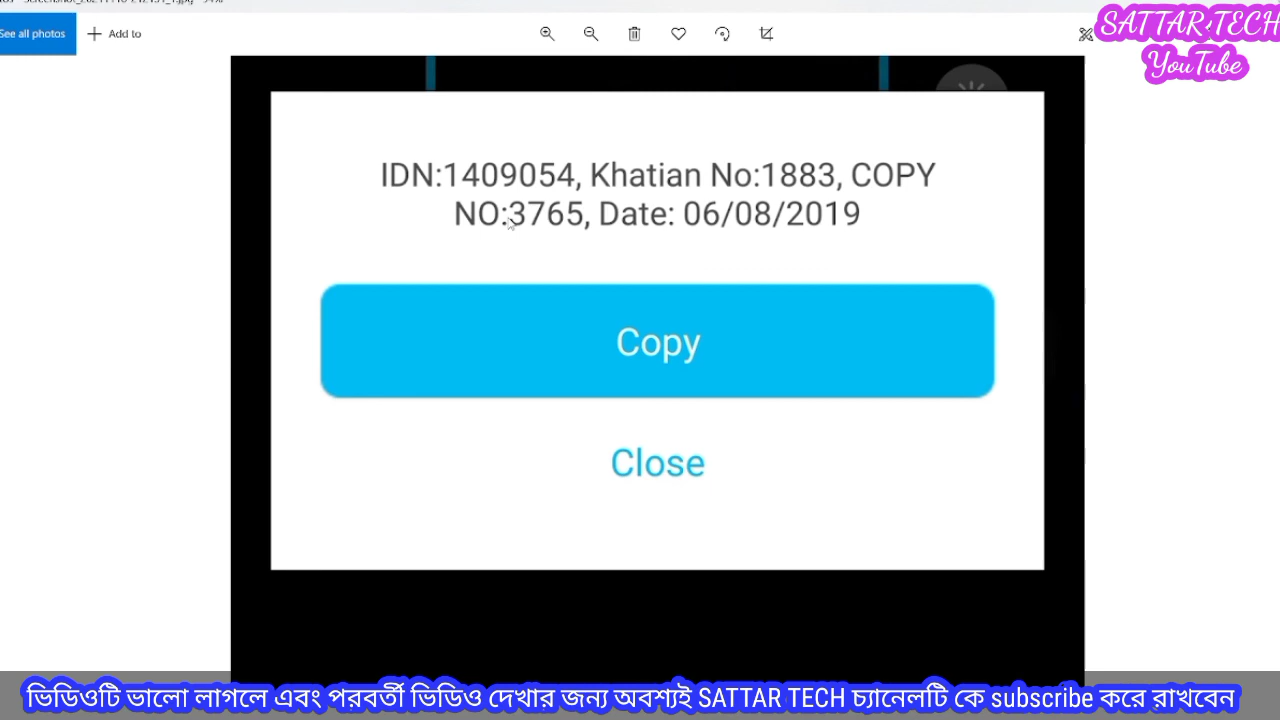 See all photos
Add to
SATTAR TECH
YouTube
IDN:1409054, Khatian No:1883, COPY
NO:3765, Date: 06/08/2019
Copy
Close
ভিডিওটি ভালো লাগলে এবং পরবর্তী ভিডিও দেখার জন্য অবশ্যই SATTAR TECH চ্যানেলটি কে subscribe করে রাখবেন